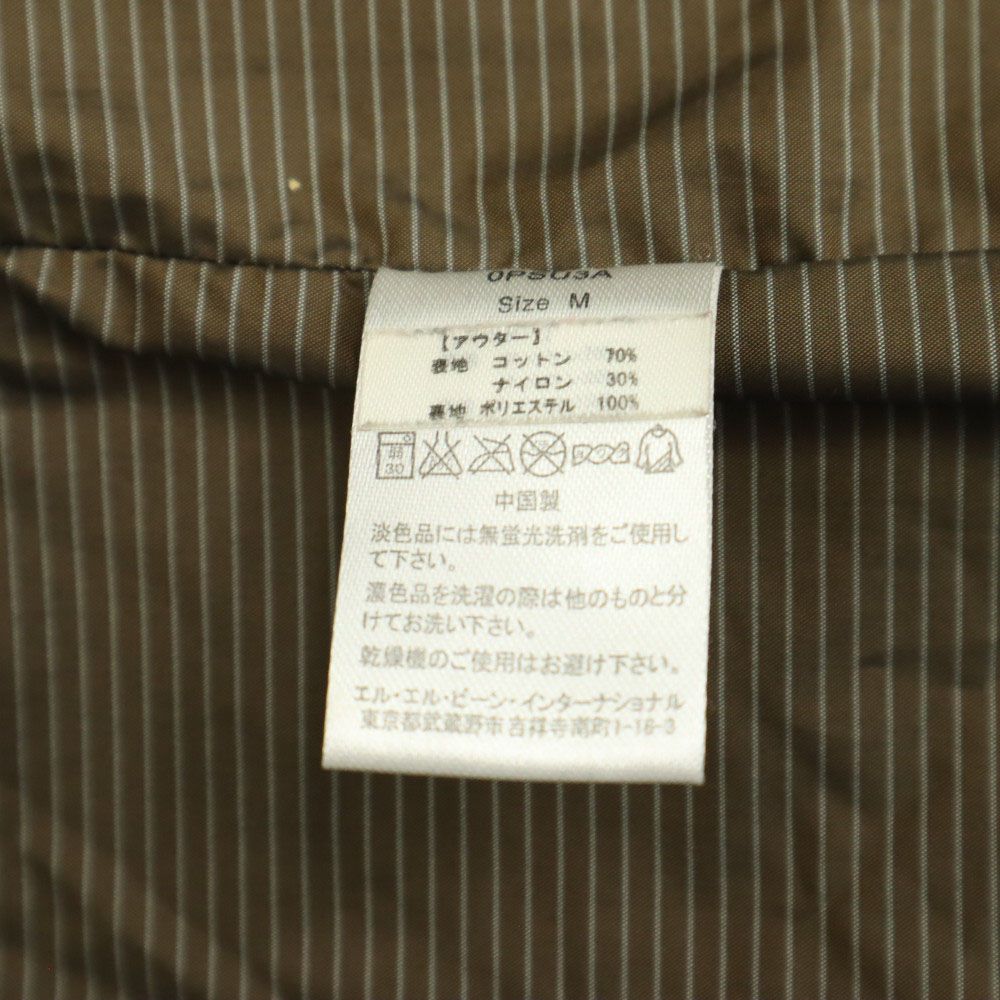 0PSU3A
Size M
【アウター】
表地 コットン 70%
ナイロン 30%
裏地 ポリエステル 100%
弱
30
中国製
淡色品には無蛍光洗剤をご使用し
て下さい。
濃色品を洗濯の際は他のものと分
けてお洗い下さい。
乾燥機のご使用はお避け下さい。
エル・エル・ビーン・インターナショナル
東京都武蔵野市吉祥寺南町1-16-3